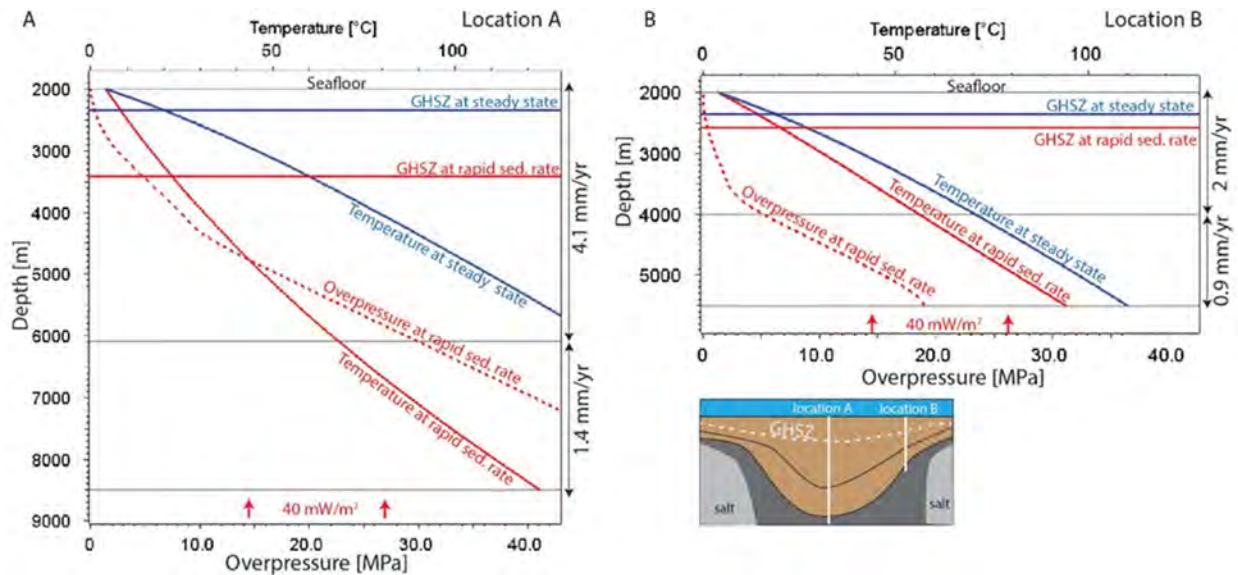 A
Location A
Temperature [°C]
0
50
100
Seafloor
GHSZ at steady state
GHSZ at rapid sed. rate
Temperature at steady state
Overpressure at rapid sed. rate
Temperature at rapid sed. rate
2000
3000
4000
5000
6000
7000
8000
9000
Depth [m]
4.1 mm/yr
1.4 mm/yr
40 mW/m²
0
10.0
20.0
30.0
40.0
Overpressure [MPa]
B
Location B
Temperature [°C]
0
50
100
Seafloor
GHSZ at steady state
GHSZ at rapid sed. rate
Temperature at steady state
Temperature at rapid sed. rate
Overpressure at rapid sed. rate
2000
3000
4000
5000
Depth [m]
2 mm/yr
0.9 mm/yr
40 mW/m²
0
10.0
20.0
30.0
40.0
Overpressure [MPa]
location A
location B
GHSZ
salt
salt